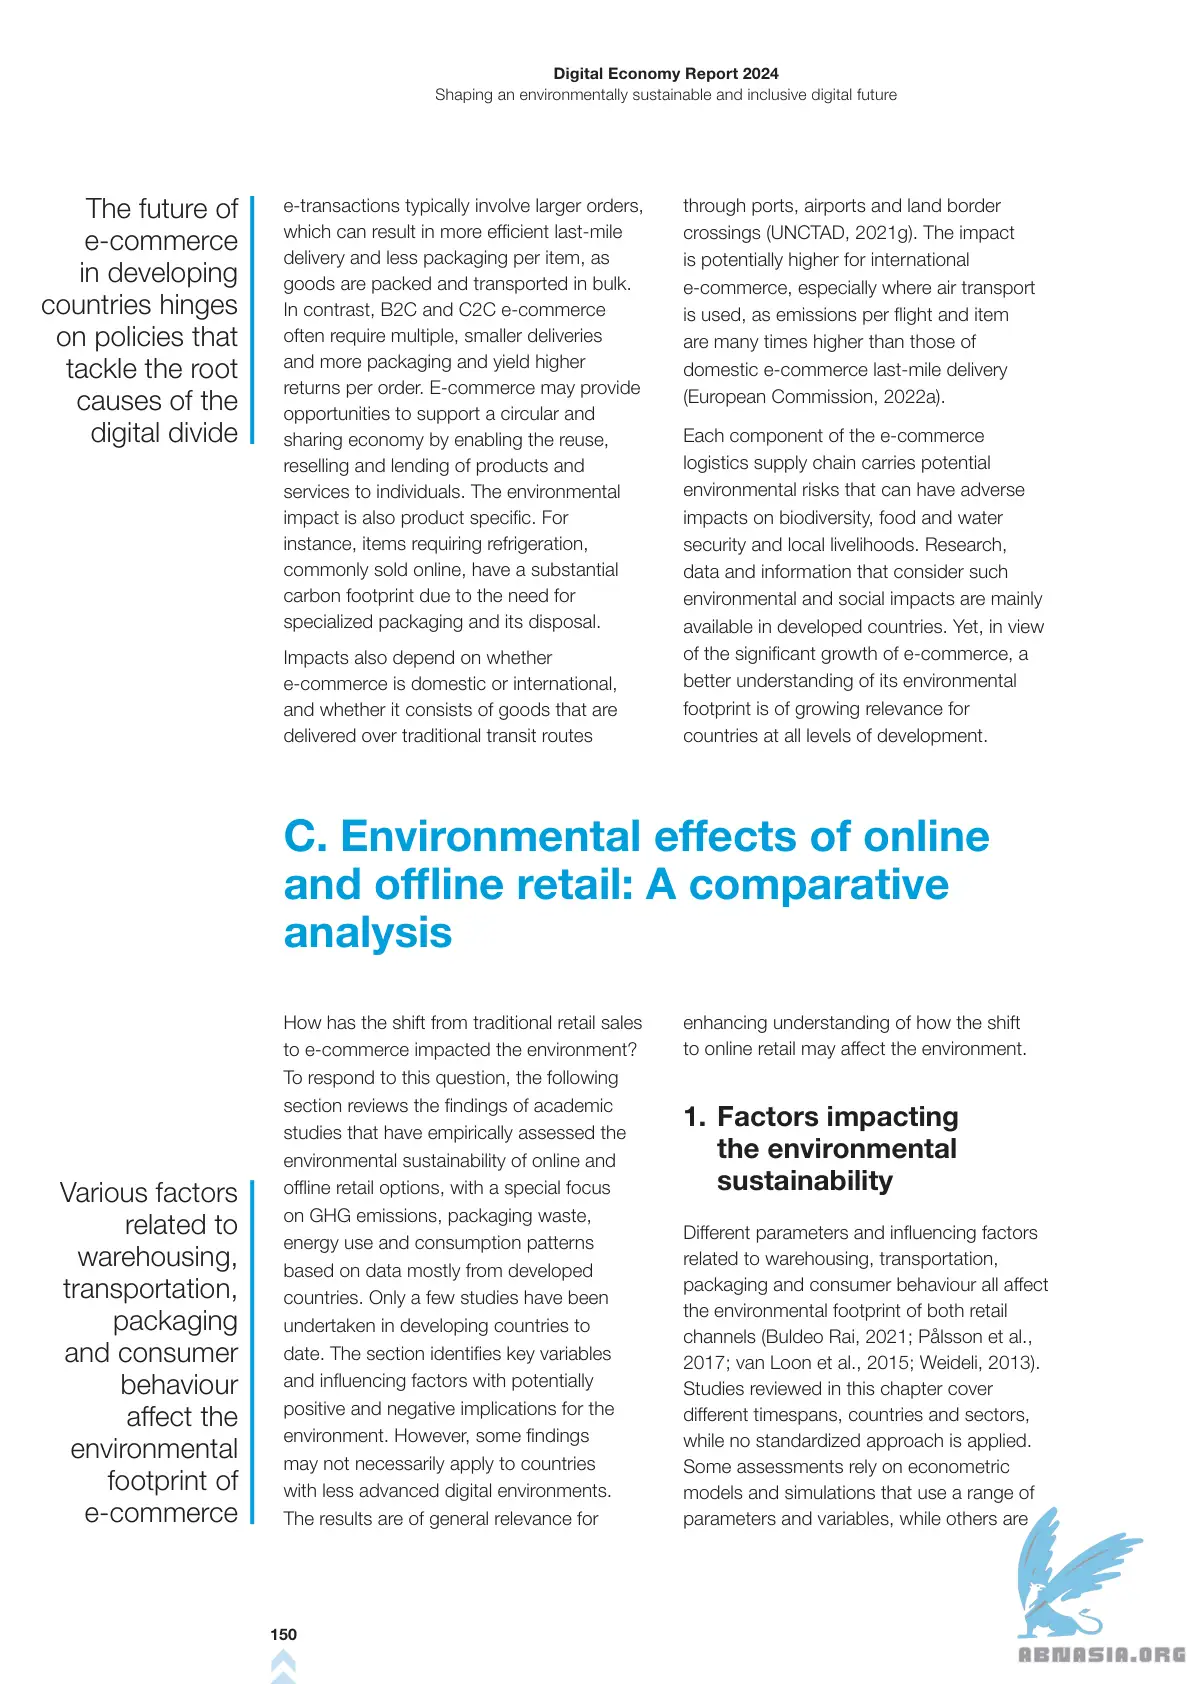 Digital Economy Report 2024
Shaping an environmentally sustainable and inclusive digital future
The future of
e-commerce
in developing
countries hinges
on policies that
tackle the root
causes of the
digital divide
e-transactions typically involve larger orders,
which can result in more efficient last-mile
delivery and less packaging per item, as
goods are packed and transported in bulk.
In contrast, B2C and C2C e-commerce
often require multiple, smaller deliveries
and more packaging and yield higher
returns per order. E-commerce may provide
opportunities to support a circular and
sharing economy by enabling the reuse,
reselling and lending of products and
services to individuals. The environmental
impact is also product specific. For
instance, items requiring refrigeration,
commonly sold online, have a substantial
carbon footprint due to the need for
specialized packaging and its disposal.
Impacts also depend on whether
e-commerce is domestic or international,
and whether it consists of goods that are
delivered over traditional transit routes
through ports, airports and land border
crossings (UNCTAD, 2021g). The impact
is potentially higher for international
e-commerce, especially where air transport
is used, as emissions per flight and item
are many times higher than those of
domestic e-commerce last-mile delivery
(European Commission, 2022a).
Each component of the e-commerce
logistics supply chain carries potential
environmental risks that can have adverse
impacts on biodiversity, food and water
security and local livelihoods. Research,
data and information that consider such
environmental and social impacts are mainly
available in developed countries. Yet, in view
of the significant growth of e-commerce, a
better understanding of its environmental
footprint is of growing relevance for
countries at all levels of development.
C. Environmental effects of online
and offline retail: A comparative
analysis
How has the shift from traditional retail sales
to e-commerce impacted the environment?
To respond to this question, the following
section reviews the findings of academic
studies that have empirically assessed the
environmental sustainability of online and
offline retail options, with a special focus
on GHG emissions, packaging waste,
energy use and consumption patterns
based on data mostly from developed
countries. Only a few studies have been
undertaken in developing countries to
date. The section identifies key variables
and influencing factors with potentially
positive and negative implications for the
environment. However, some findings
may not necessarily apply to countries
with less advanced digital environments.
The results are of general relevance for
Various factors
related to
warehousing,
transportation,
packaging
and consumer
behaviour
affect the
environmental
footprint of
e-commerce
enhancing understanding of how the shift
to online retail may affect the environment.
1. Factors impacting
the environmental
sustainability
Different parameters and influencing factors
related to warehousing, transportation,
packaging and consumer behaviour all affect
the environmental footprint of both retail
channels (Buldeo Rai, 2021; Pålsson et al.,
2017; van Loon et al., 2015; Weideli, 2013).
Studies reviewed in this chapter cover
different timespans, countries and sectors,
while no standardized approach is applied.
Some assessments rely on econometric
models and simulations that use a range of
parameters and variables, while others are
150
ABNASIA.ORG